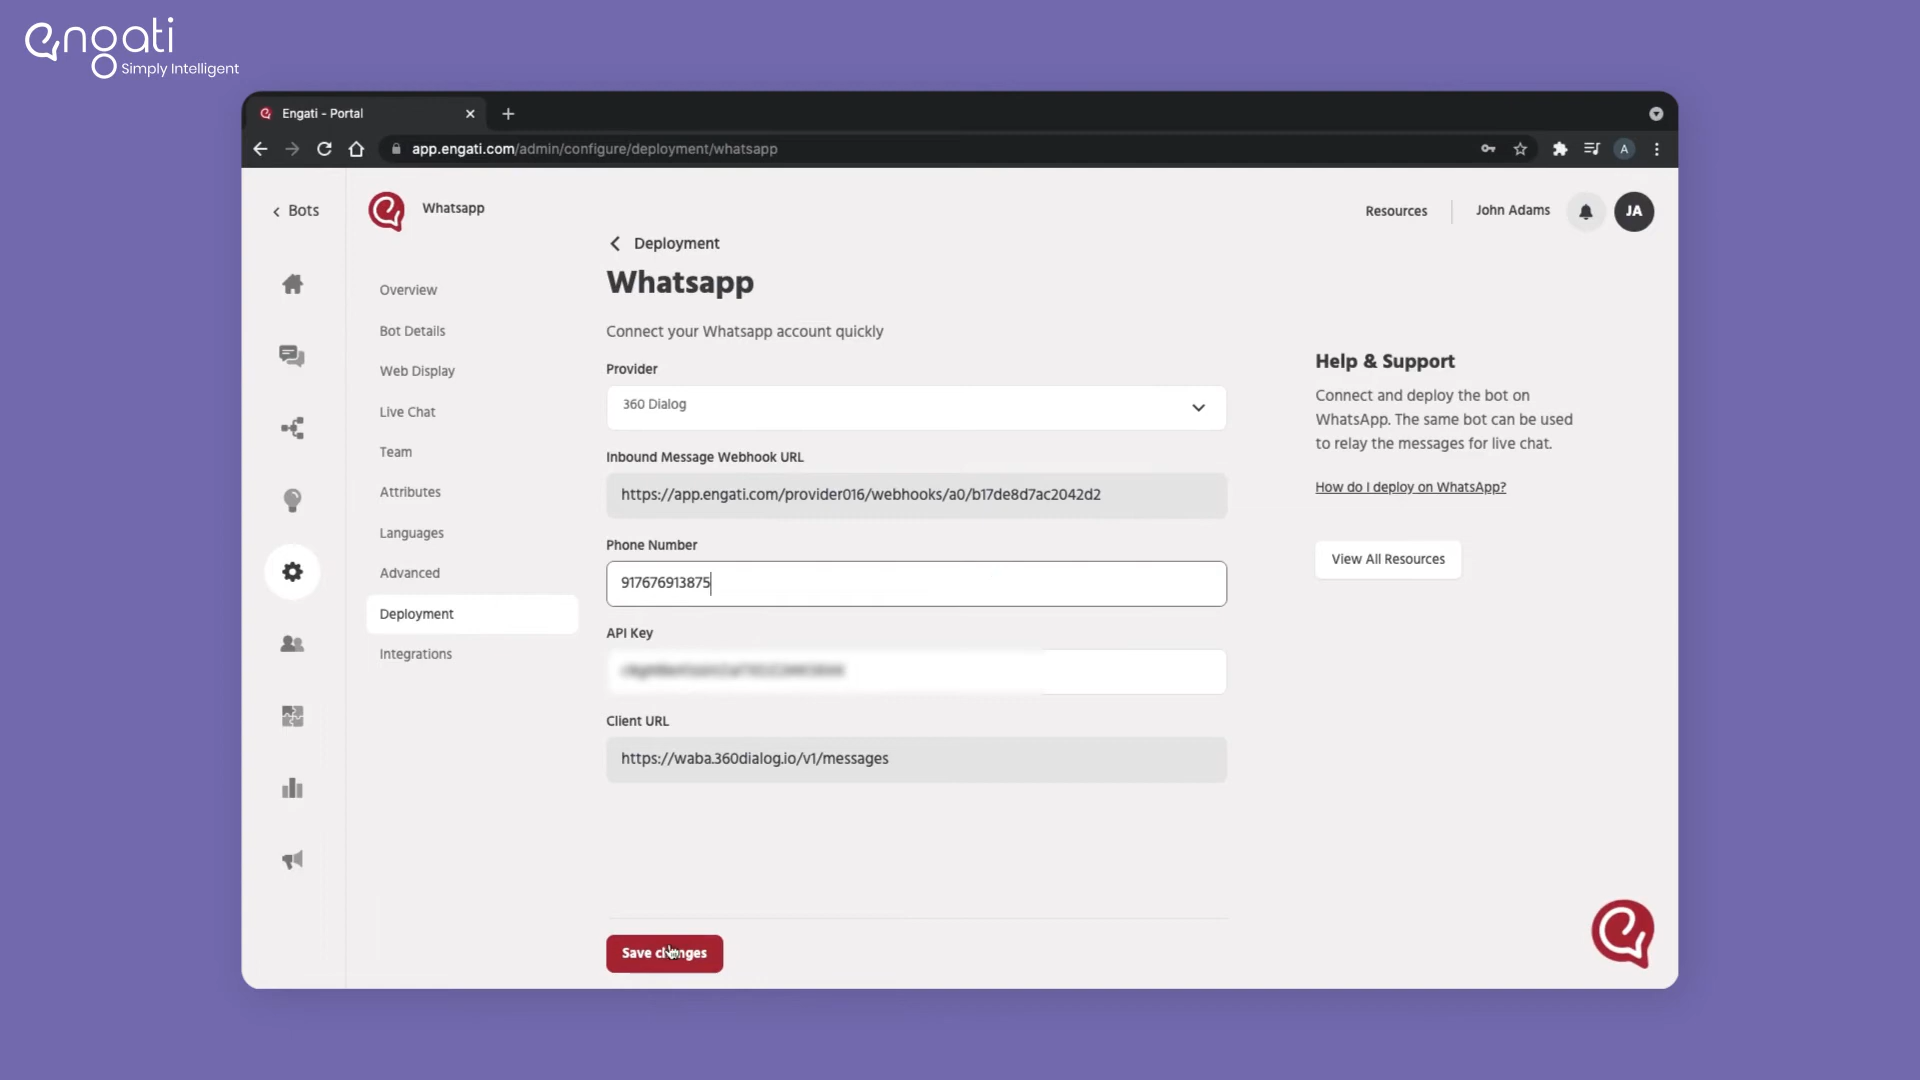 engati
Simply Intelligent
Engati - Portal
app.engati.com/admin/configure/deployment/whatsapp
A
Bots
Whatsapp
Resources
John Adams
JA
Deployment
Whatsapp
Connect your Whatsapp account quickly
Overview
Bot Details
Web Display
Live Chat
Team
Attributes
Languages
Advanced
Deployment
Integrations
Provider
360 Dialog
Inbound Message Webhook URL
https://app.engati.com/provider016/webhooks/a0/b17de8d7ac2042d2
Phone Number
917676913875
API Key
Client URL
https://waba.360dialog.io/v1/messages
Save changes
Help & Support
Connect and deploy the bot on
WhatsApp. The same bot can be used
to relay the messages for live chat.
How do I deploy on WhatsApp?
View All Resources